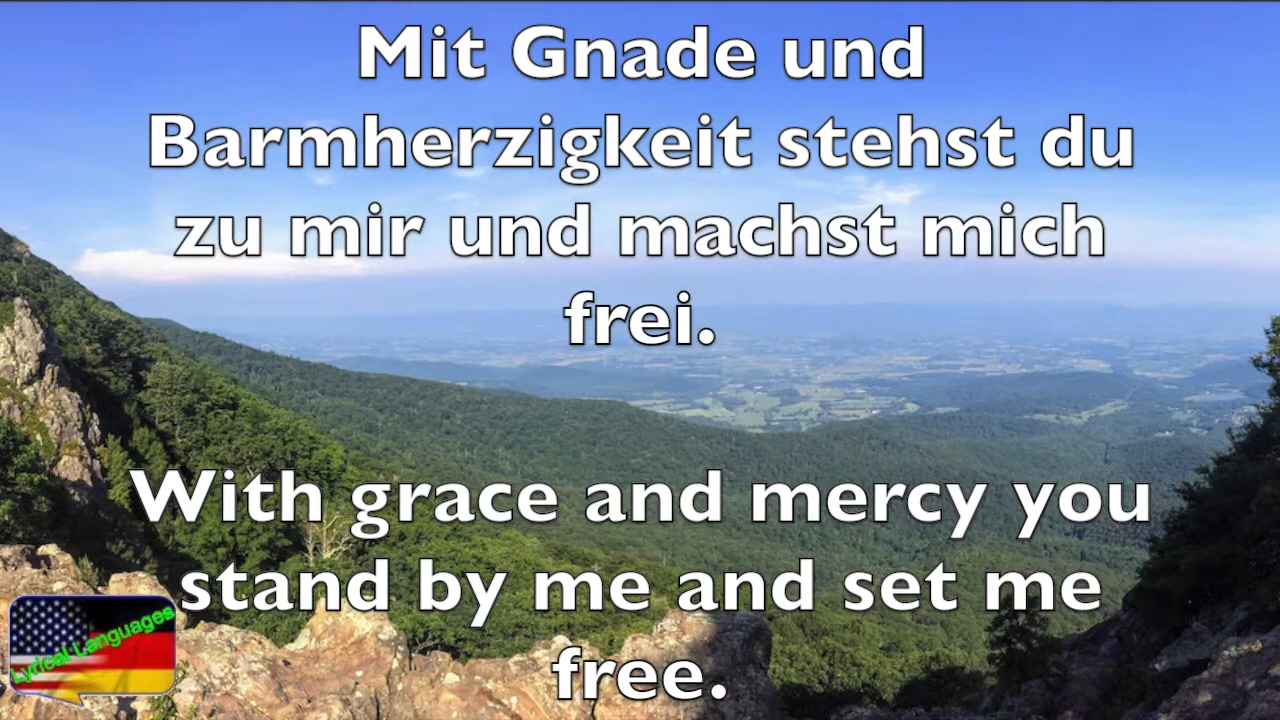 Mit Gnade und
Barmherzigkeit stehst du
zu mir und machst mich
frei.
With grace and mercy you
stand by me and set me
free.
Lyrical Languages